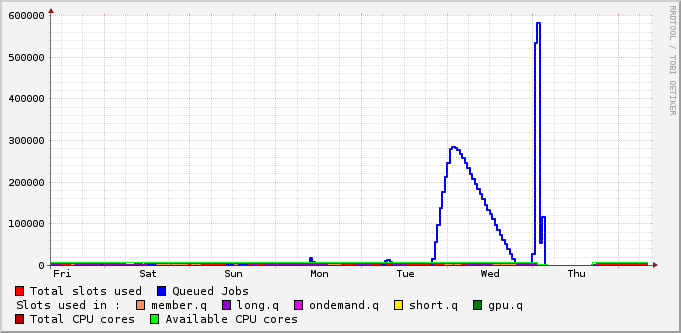 RRDTOOL / TOBI OETIKER
600000
500000
400000
300000
200000
100000
0
Fri Sat Sun Mon Tue Wed Thu
Total slots used Queued Jobs
Slots used in : member.q long.q ondemand.q short.q gpu.q
Total CPU cores Available CPU cores